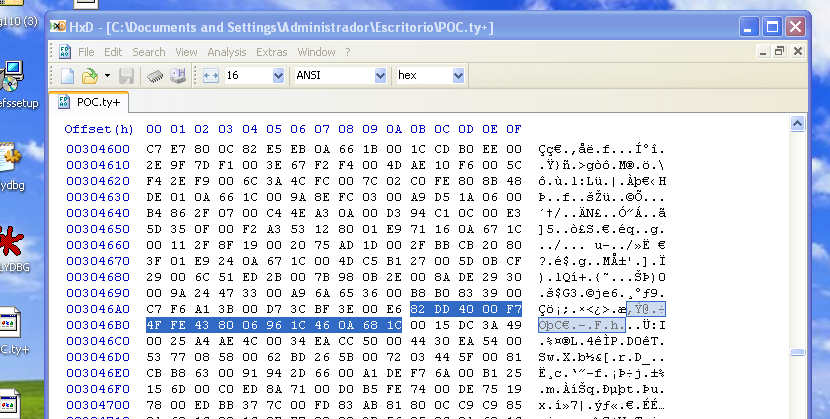 g110 (3)
HxD - [C:\Documents and Settings\Administrador\Escritorio\POC.ty+]
File Edit Search View Analysis Extras Window ?
16 ANSI hex
efssetup
POC.ty+
Offset(h) 00 01 02 03 04 05 06 07 08 09 0A 0B 0C 0D 0E 0F
00304600 C7 E7 80 0C 82 E5 EB 0A 66 1B 00 1C CD B0 EE 00 Çç€.‚åë.f...Í°î.
00304610 2E 9F 7D F1 00 3E 67 F2 F4 00 4D AE 10 F6 00 5C .Ÿ}ñ.>gòô.M®.ö.\
00304620 F4 2E F9 00 6C 3A 4C FC 00 7C 02 C0 FE 80 8B 48 ô.ù.l:Lü.|.Àþ€‹H
00304630 DE 01 0A 66 1C 00 9A 8E FC 03 00 A9 D5 1A 06 00 Þ..f..šŽü..©Õ...
00304640 B4 86 2F 07 00 C4 4E A3 0A 00 D3 94 C1 0C 00 E3 ´†/..ÄN£..Ó”Á..ã
00304650 5D 35 0F 00 F2 A3 53 12 80 01 E9 71 16 0A 67 1C ]5..ò£S.€.éq..g.
00304660 00 11 2F 8F 19 00 20 75 AD 1D 00 2F BB CB 20 80 ../... u-../»Ë €
ydbg
00304670 3F 01 E9 24 0A 67 1C 00 4D C5 B1 27 00 5D 0B CF ?.é$.g..MÅ±'.].Ï
00304680 29 00 6C 51 ED 2B 00 7B 98 0B 2E 00 8A DE 29 30 ).lQí+.{˜...ŠÞ)0
00304690 00 9A 24 47 33 00 A9 6A 65 36 00 B8 B0 83 39 00 .š$G3.©je6.¸°ƒ9.
003046A0 C7 F6 A1 3B 00 D7 3C BF 3E 00 E6 82 DD 40 00 F7 Çö¡;.×<¿>.æ‚Ý@.÷
003046B0 4F FE 43 80 06 96 1C 46 0A 68 1C 00 15 DC 3A 49 OþC€.–.F.h...Ü:I
LYDBG
003046C0 00 25 A4 AE 4C 00 34 EA CC 50 00 44 30 EA 54 00 .%¤®L.4êÌP.D0êT.
003046D0 53 77 08 58 00 62 BD 26 5B 00 72 03 44 5F 00 81 Sw.X.b½&[.r.D_..
003046E0 CB B8 63 00 91 94 2D 66 00 A1 DE F7 6A 00 B1 25 Ë¸c.‘”-f.¡Þ÷j.±%
003046F0 15 6D 00 C0 ED 8A 71 00 D0 B5 FE 74 00 DE 75 19 .m.ÀíŠq.Ðµþt.Þu.
C.ty+
00304700 78 00 ED BB 37 7C 00 FD 83 AB 81 80 0C C9 C9 85 x.í»7|.ýƒ«.€.ÉÉ…